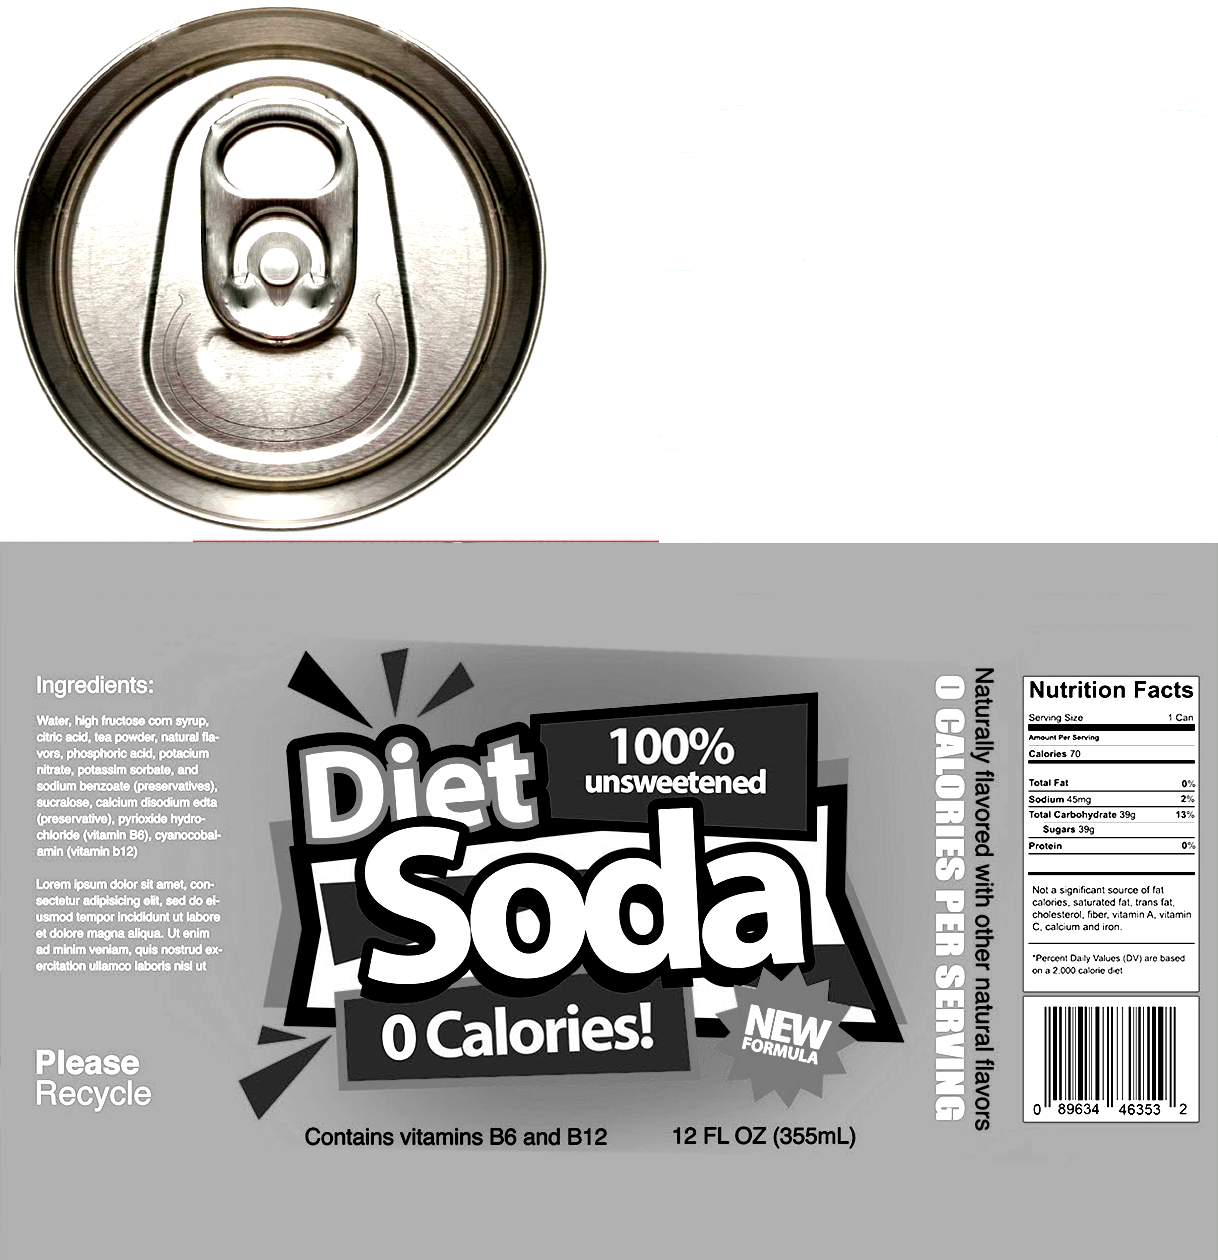 Ingredients:
Water, high fructose corn syrup,
citric acid, tea powder, natural fla-
vors, phosphoric acid, potacium
nitrate, potassim sorbate, and
sodium benzoate (preservatives),
sucralose, calcium disodium edta
(preservative), pyrioxide hydro-
chloride (vitamin B6), cyanocobal-
amin (vitamin b12)
Lorem ipsum dolor sit amet, con-
sectetur adipisicing elit, sed do ei-
usmod tempor incididunt ut labore
et dolore magna aliqua. Ut enim
ad minim veniam, quis nostrud ex-
ercitation ullamco laboris nisi ut
Please
Recycle
Diet
Soda
100%
unsweetened
0 Calories!
NEW
FORMULA
Contains vitamins B6 and B12
12 FL OZ (355mL)
Naturally flavored with other natural flavors
0 CALORIES PER SERVING
Nutrition Facts
Serving Size 1 Can
Amount Per Serving
Calories 70
Total Fat 0%
Sodium 45mg 2%
Total Carbohydrate 39g 13%
Sugars 39g
Protein 0%
Not a significant source of fat
calories, saturated fat, trans fat,
cholesterol, fiber, vitamin A, vitamin
C, calcium and iron.
*Percent Daily Values (DV) are based
on a 2,000 calorie diet
0 89634 46353 2